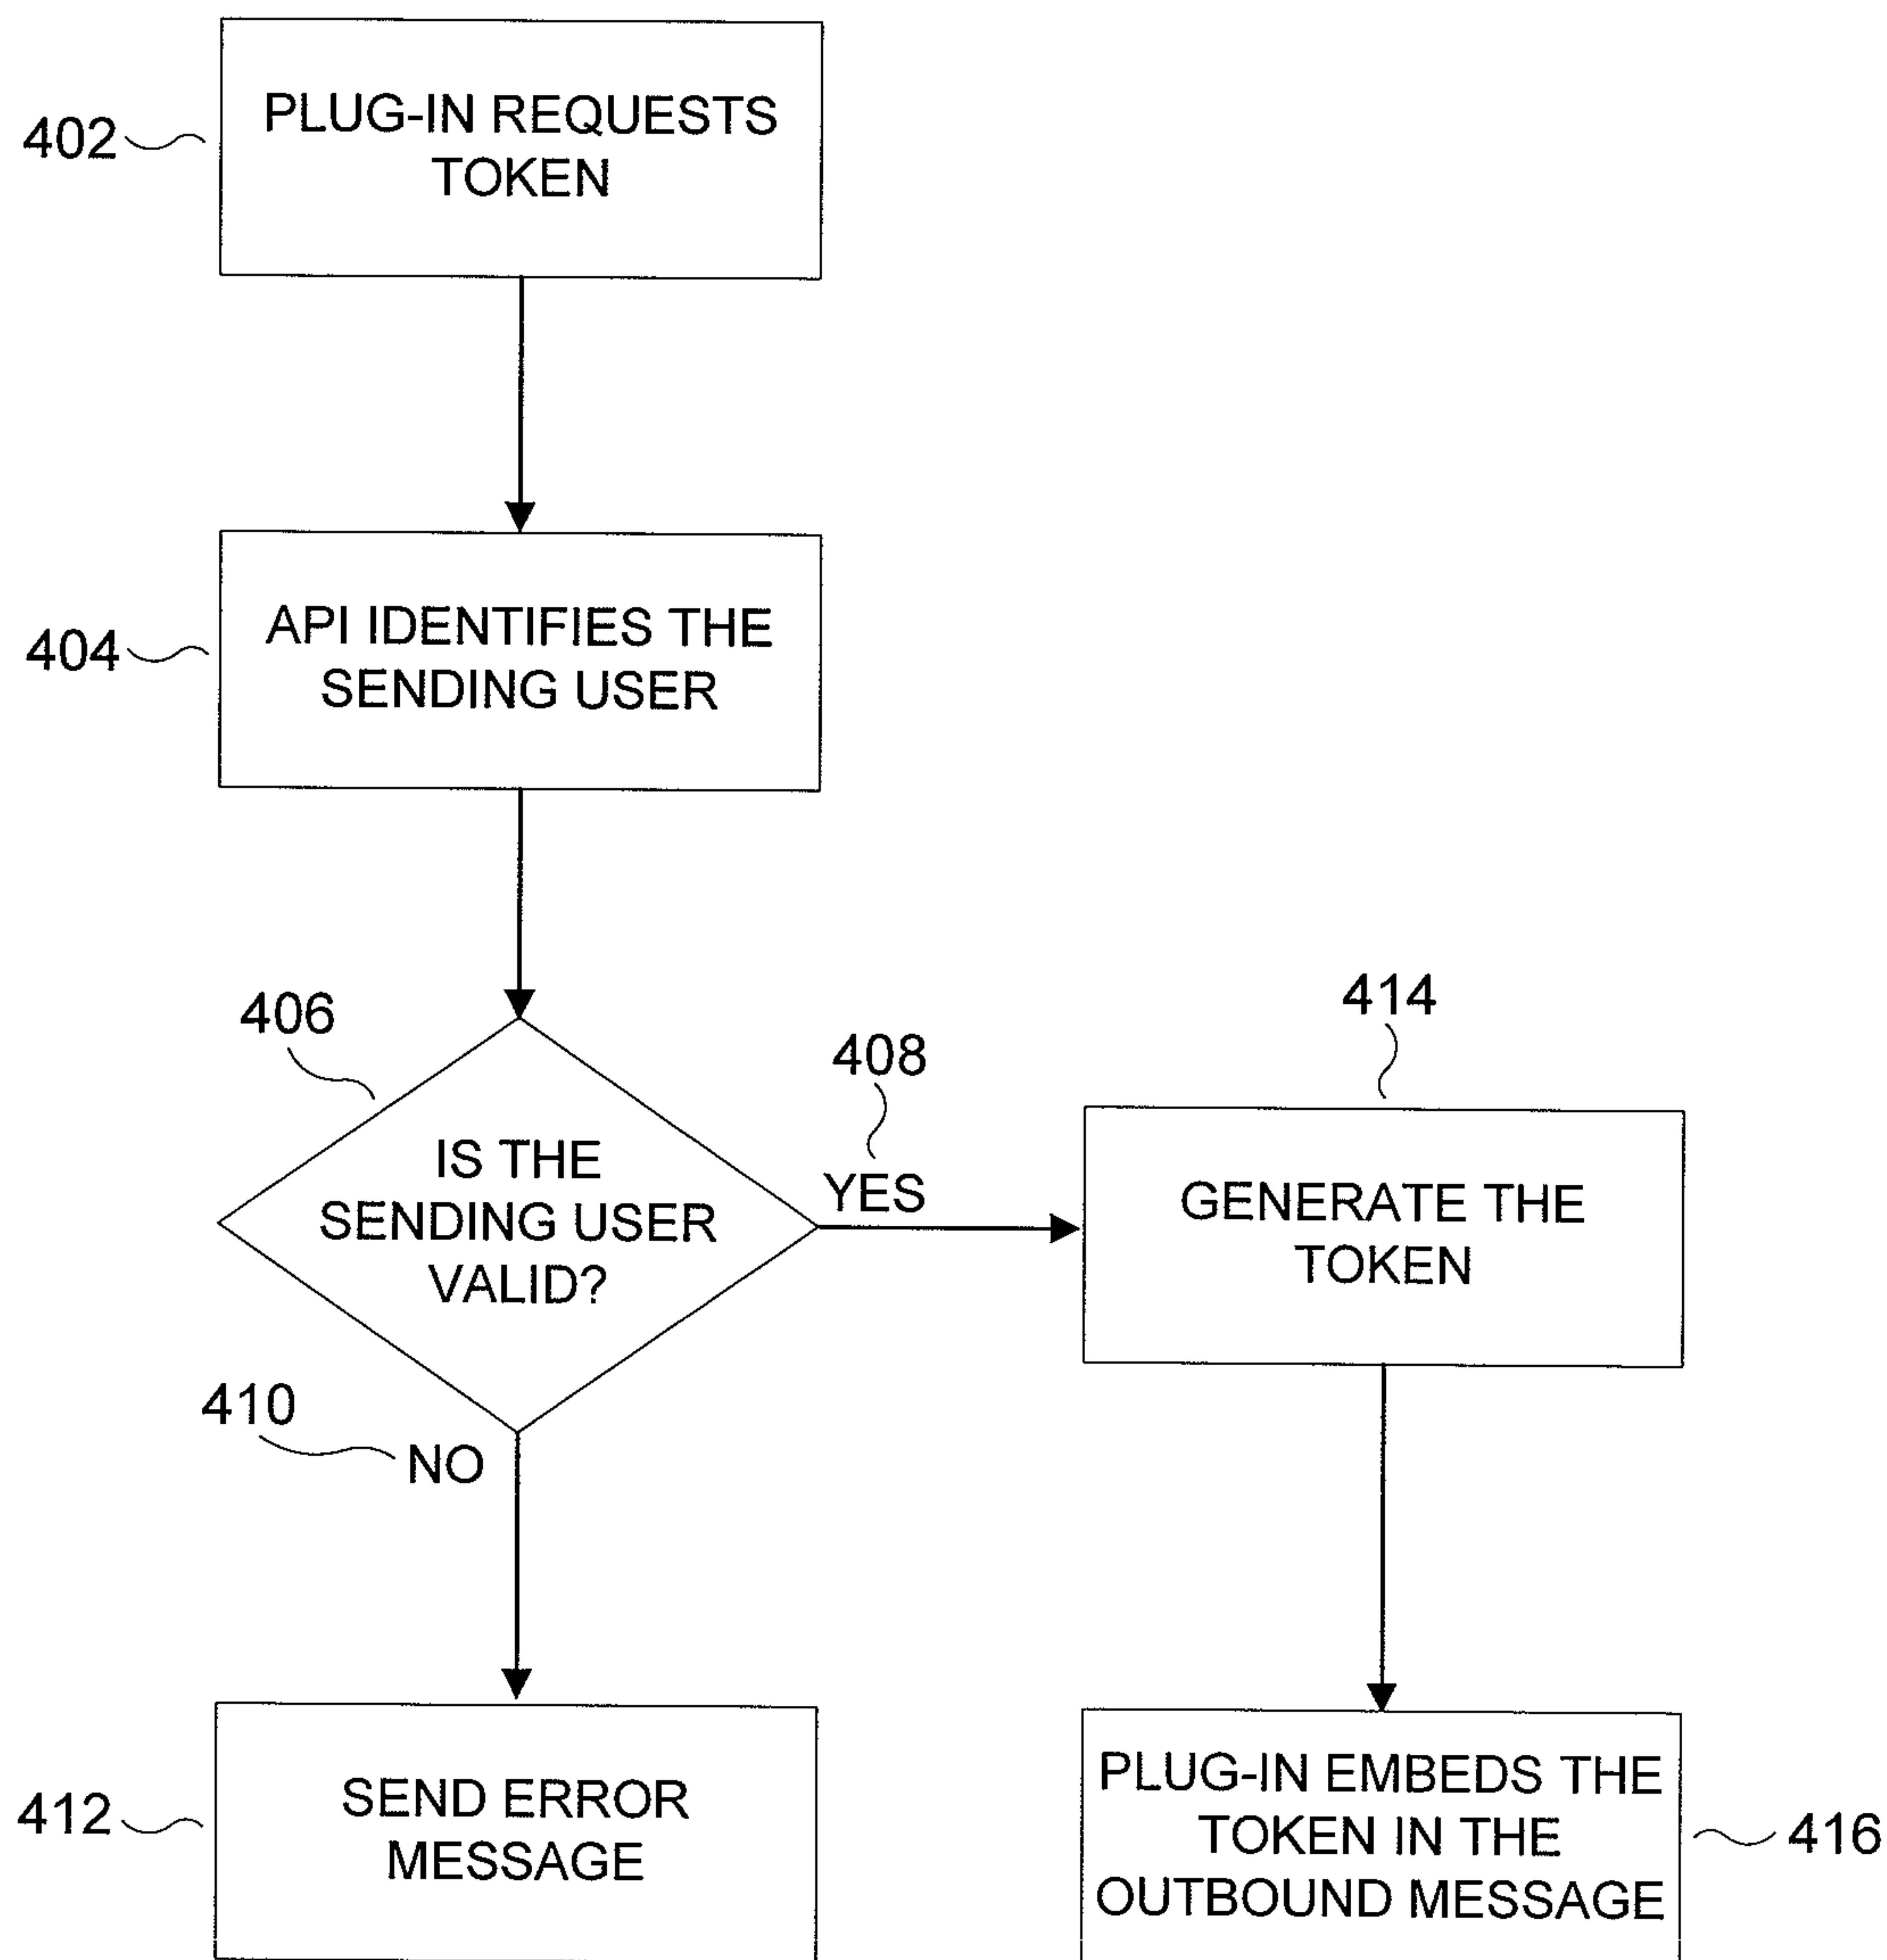 402
PLUG-IN REQUESTS
TOKEN
404
API IDENTIFIES THE
SENDING USER
406
IS THE
SENDING USER
VALID?
408
YES
414
GENERATE THE
TOKEN
410
NO
412
SEND ERROR
MESSAGE
PLUG-IN EMBEDS THE
TOKEN IN THE
OUTBOUND MESSAGE
416